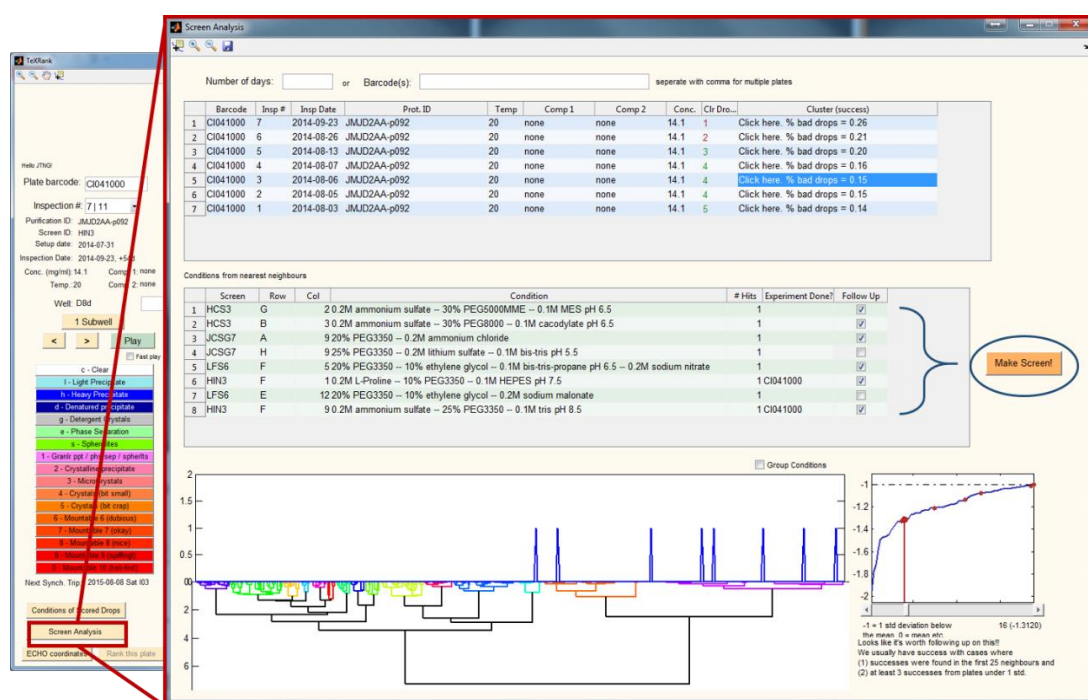 TeXRank
Hello JTNG!
Plate barcode: CI041000
Inspection #: 7 | 11
Purification ID: JMJD2AA-p092
Screen ID: HIN3
Setup date: 2014-07-31
Inspection Date: 2014-09-23,
Conc. (mg/ml): 14.1 Comp 1: none
Temp.: 20 Comp 2: none
Well: D8d
1 Subwell
< > Play
Fast play
c - Clear
l - Light Precipitate
h - Heavy Precipitate
d - Denatured precipitate
g - Detergent Crystals
e - Phase Separation
s - Spherulites
1 - Granlr ppt / phs sep / spherlts
2 - Crystalline precipitate
3 - Microcrystals
4 - Crystals (bit small)
5 - Crystals (bit crap)
6 - Mountable 6 (dubious)
7 - Mountable 7 (okay)
8 - Mountable 8 (nice)
Next Synch. Trip: 2015-08-08 Sat I03
Conditions of Scored Drops
Screen Analysis
ECHO coordinates Rank this plate
Screen Analysis
Number of days: or Barcode(s): seperate with comma for multiple plates
Barcode Insp # Insp Date Prot. ID Temp Comp 1 Comp 2 Conc. Clr Dro... Cluster (success)
1 CI041000 7 2014-09-23 JMJD2AA-p092 20 none none 14.1 1 Click here. % bad drops = 0.26
2 CI041000 6 2014-08-26 JMJD2AA-p092 20 none none 14.1 2 Click here. % bad drops = 0.21
3 CI041000 5 2014-08-13 JMJD2AA-p092 20 none none 14.1 3 Click here. % bad drops = 0.20
4 CI041000 4 2014-08-07 JMJD2AA-p092 20 none none 14.1 4 Click here. % bad drops = 0.16
5 CI041000 3 2014-08-06 JMJD2AA-p092 20 none none 14.1 4 Click here. % bad drops = 0.15
6 CI041000 2 2014-08-05 JMJD2AA-p092 20 none none 14.1 4 Click here. % bad drops = 0.15
7 CI041000 1 2014-08-03 JMJD2AA-p092 20 none none 14.1 5 Click here. % bad drops = 0.14
Conditions from nearest neighbours
Screen Row Col Condition # Hits Experiment Done? Follow Up
1 HCS3 G 2 0.2M ammonium sulfate -- 30% PEG5000MME -- 0.1M MES pH 6.5 1
2 HCS3 B 3 0.2M ammonium sulfate -- 30% PEG8000 -- 0.1M cacodylate pH 6.5 1
3 JCSG7 A 9 20% PEG3350 -- 0.2M ammonium chloride 1
4 JCSG7 H 9 25% PEG3350 -- 0.2M lithium sulfate -- 0.1M bis-tris pH 5.5 1
5 LFS6 F 5 20% PEG3350 -- 10% ethylene glycol -- 0.1M bis-tris-propane pH 6.5 -- 0.2M sodium nitrate 1
6 HIN3 F 1 0.2M L-Proline -- 10% PEG3350 -- 0.1M HEPES pH 7.5 1 CI041000
7 LFS6 E 12 20% PEG3350 -- 10% ethylene glycol -- 0.2M sodium malonate 1
8 HIN3 F 9 0.2M ammonium sulfate -- 25% PEG3350 -- 0.1M tris pH 8.5 1 CI041000
Make Screen!
Group Conditions
2
1.5
1
0.5
0
2
4
6
-1
-1.2
-1.4
-1.6
-1.8
-2
-1 = 1 std deviation below 16 (-1.3120)
the mean, 0 = mean etc.
Looks like it's worth following up on this!!
We usually have success with cases where
(1) successes were found in the first 25 neighbours and
(2) at least 3 successes from plates under 1 std.